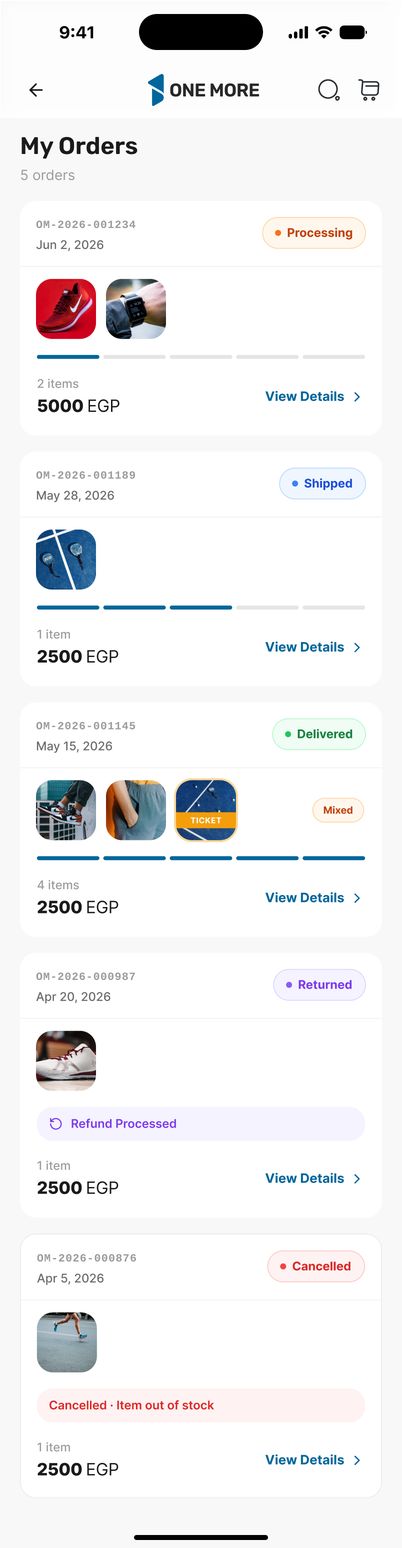 9:41
ONE MORE
My Orders
5 orders
OM-2026-001234
Jun 2, 2026
Processing
2 items
5000 EGP
View Details
OM-2026-001189
May 28, 2026
Shipped
1 item
2500 EGP
View Details
OM-2026-001145
May 15, 2026
Delivered
TICKET
Mixed
4 items
2500 EGP
View Details
OM-2026-000987
Apr 20, 2026
Returned
Refund Processed
1 item
2500 EGP
View Details
OM-2026-000876
Apr 5, 2026
Cancelled
Cancelled · Item out of stock
1 item
2500 EGP
View Details